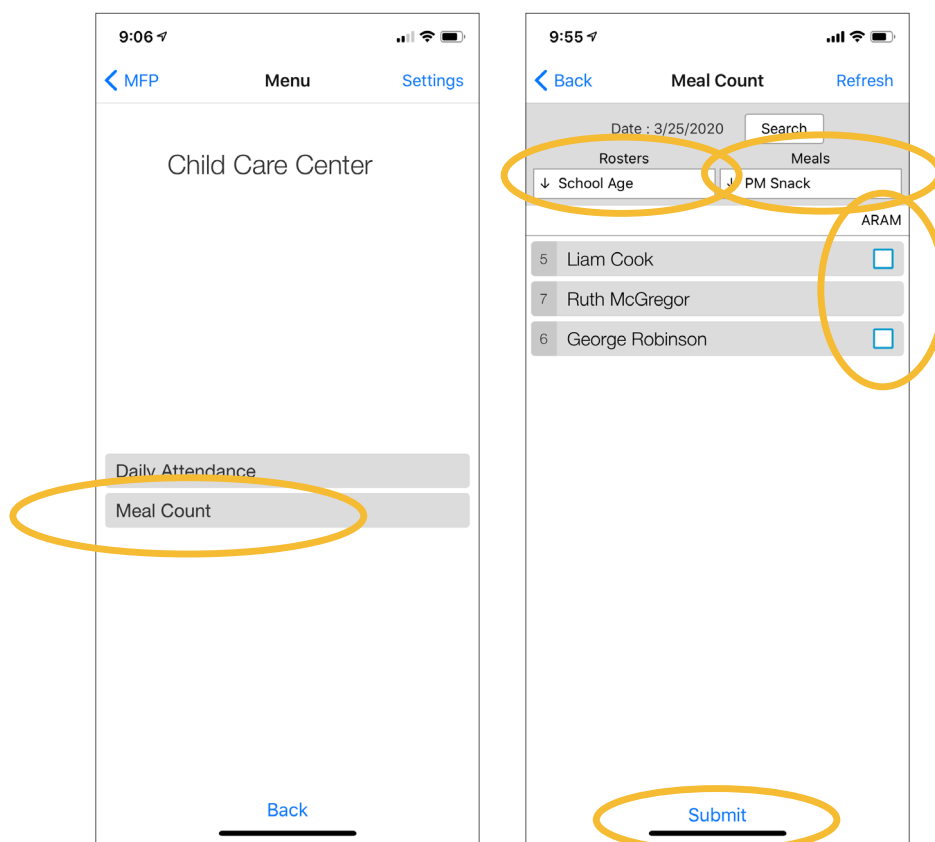 9:06
MFP Menu Settings
Child Care Center
Daily Attendance
Meal Count
Back
9:55
Back Meal Count Refresh
Date : 3/25/2020 Search
Rosters Meals
↓ School Age ↓ PM Snack
ARAM
5 Liam Cook
7 Ruth McGregor
6 George Robinson
Submit